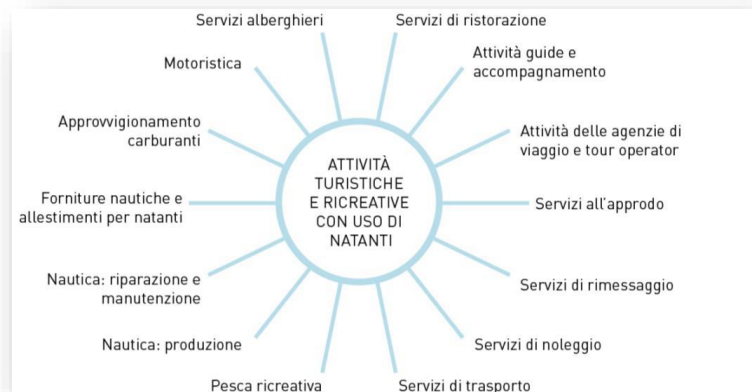 Servizi alberghieri
Servizi di ristorazione
Motoristica
Attività guide e
accompagnamento
Approvvigionamento
carburanti
Attività delle agenzie di
viaggio e tour operator
ATTIVITÀ
TURISTICHE
E RICREATIVE
CON USO DI
NATANTI
Forniture nautiche e
allestimenti per natanti
Servizi all'approdo
Nautica: riparazione e
manutenzione
Servizi di rimessaggio
Nautica: produzione
Servizi di noleggio
Pesca ricreativa
Servizi di trasporto